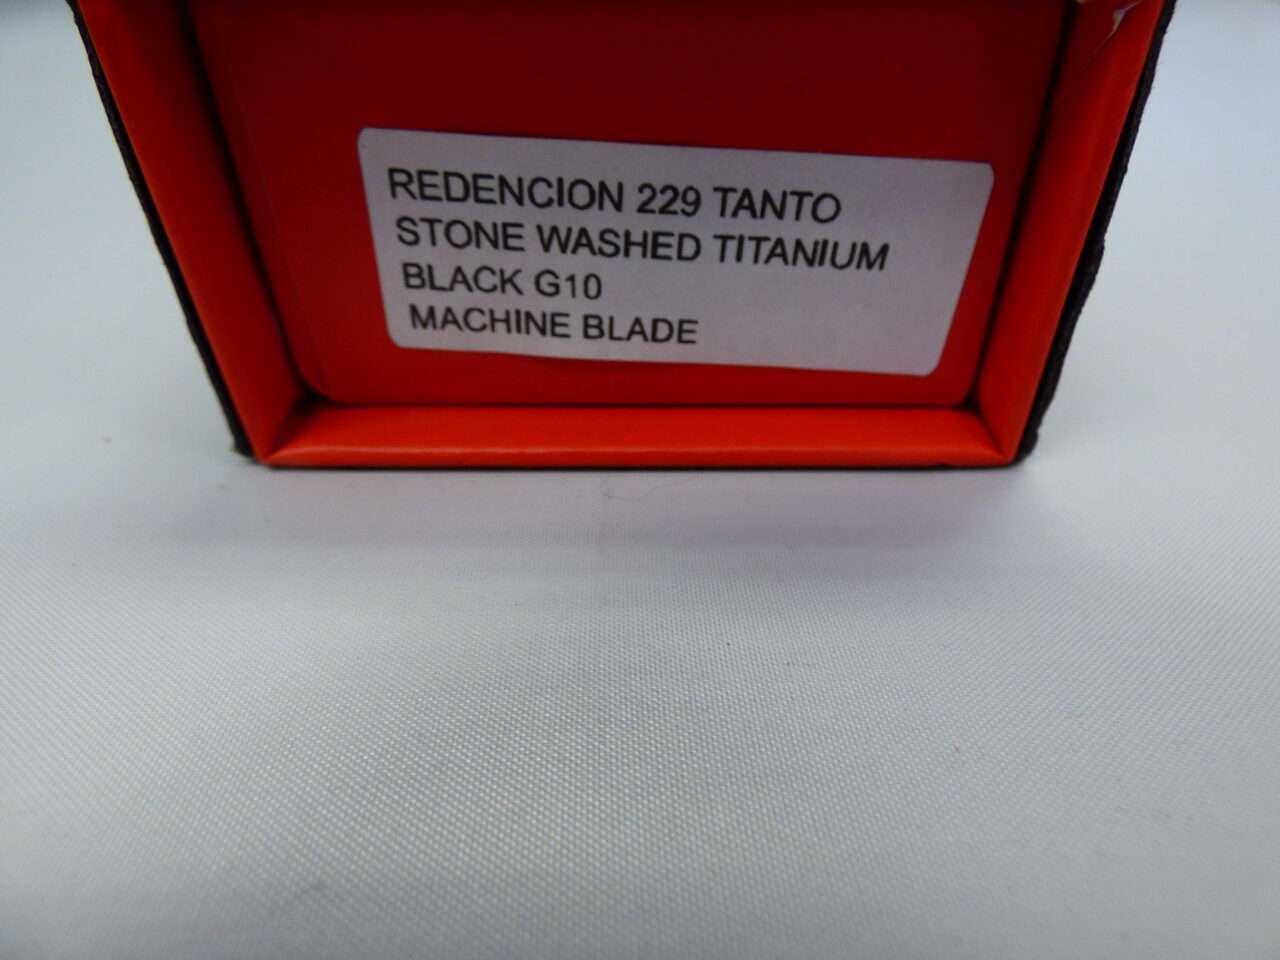 REDENCION 229 TANTO
STONE WASHED TITANIUM
BLACK G10
MACHINE BLADE